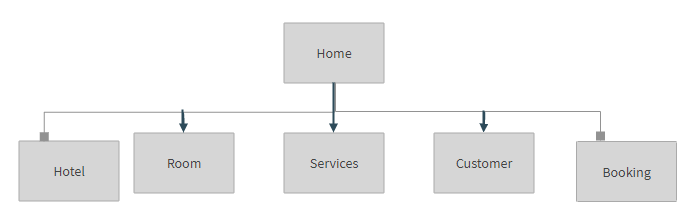 Home
Hotel
Room
Services
Customer
Booking